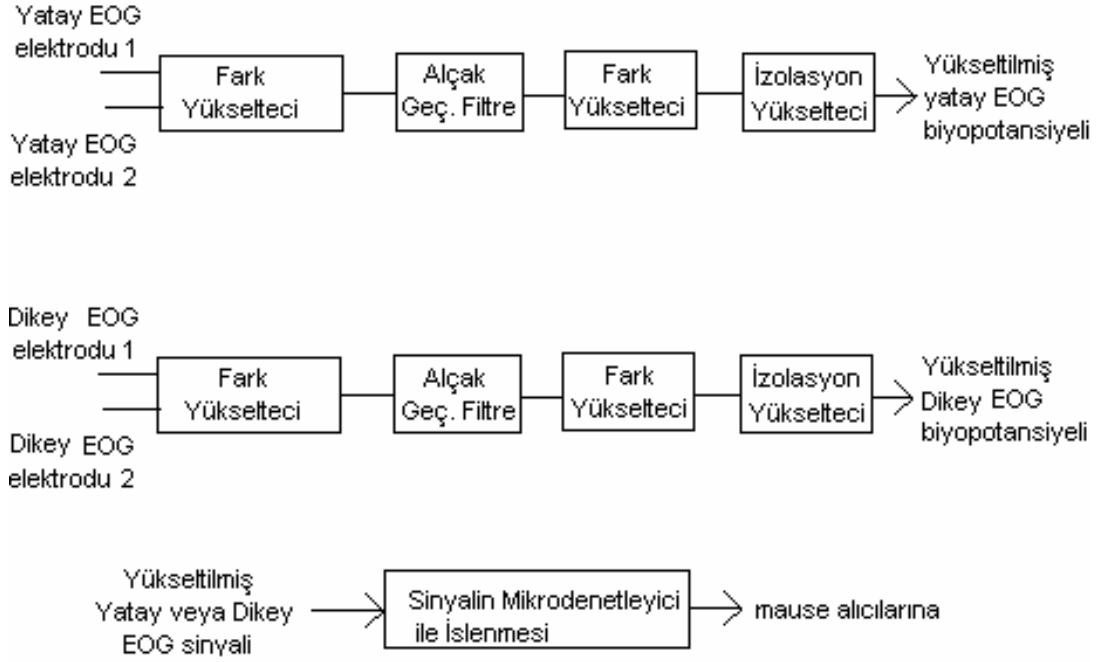 Yatay EOG
elektrodu 1
Yatay EOG
elektrodu 2
Fark
Yükselteci
Alçak
Geç. Filtre
Fark
Yükselteci
İzolasyon
Yükselteci
Yükseltilmiş
yatay EOG
biyopotansiyeli
Dikey EOG
elektrodu 1
Dikey EOG
elektrodu 2
Fark
Yükselteci
Alçak
Geç. Filtre
Fark
Yükselteci
İzolasyon
Yükselteci
Yükseltilmiş
Dikey EOG
biyopotansiyeli
Yükseltilmiş
Yatay veya Dikey
EOG sinyali
Sinyalin Mikrodenetleyici
ile İslenmesi
mause alıcılarına